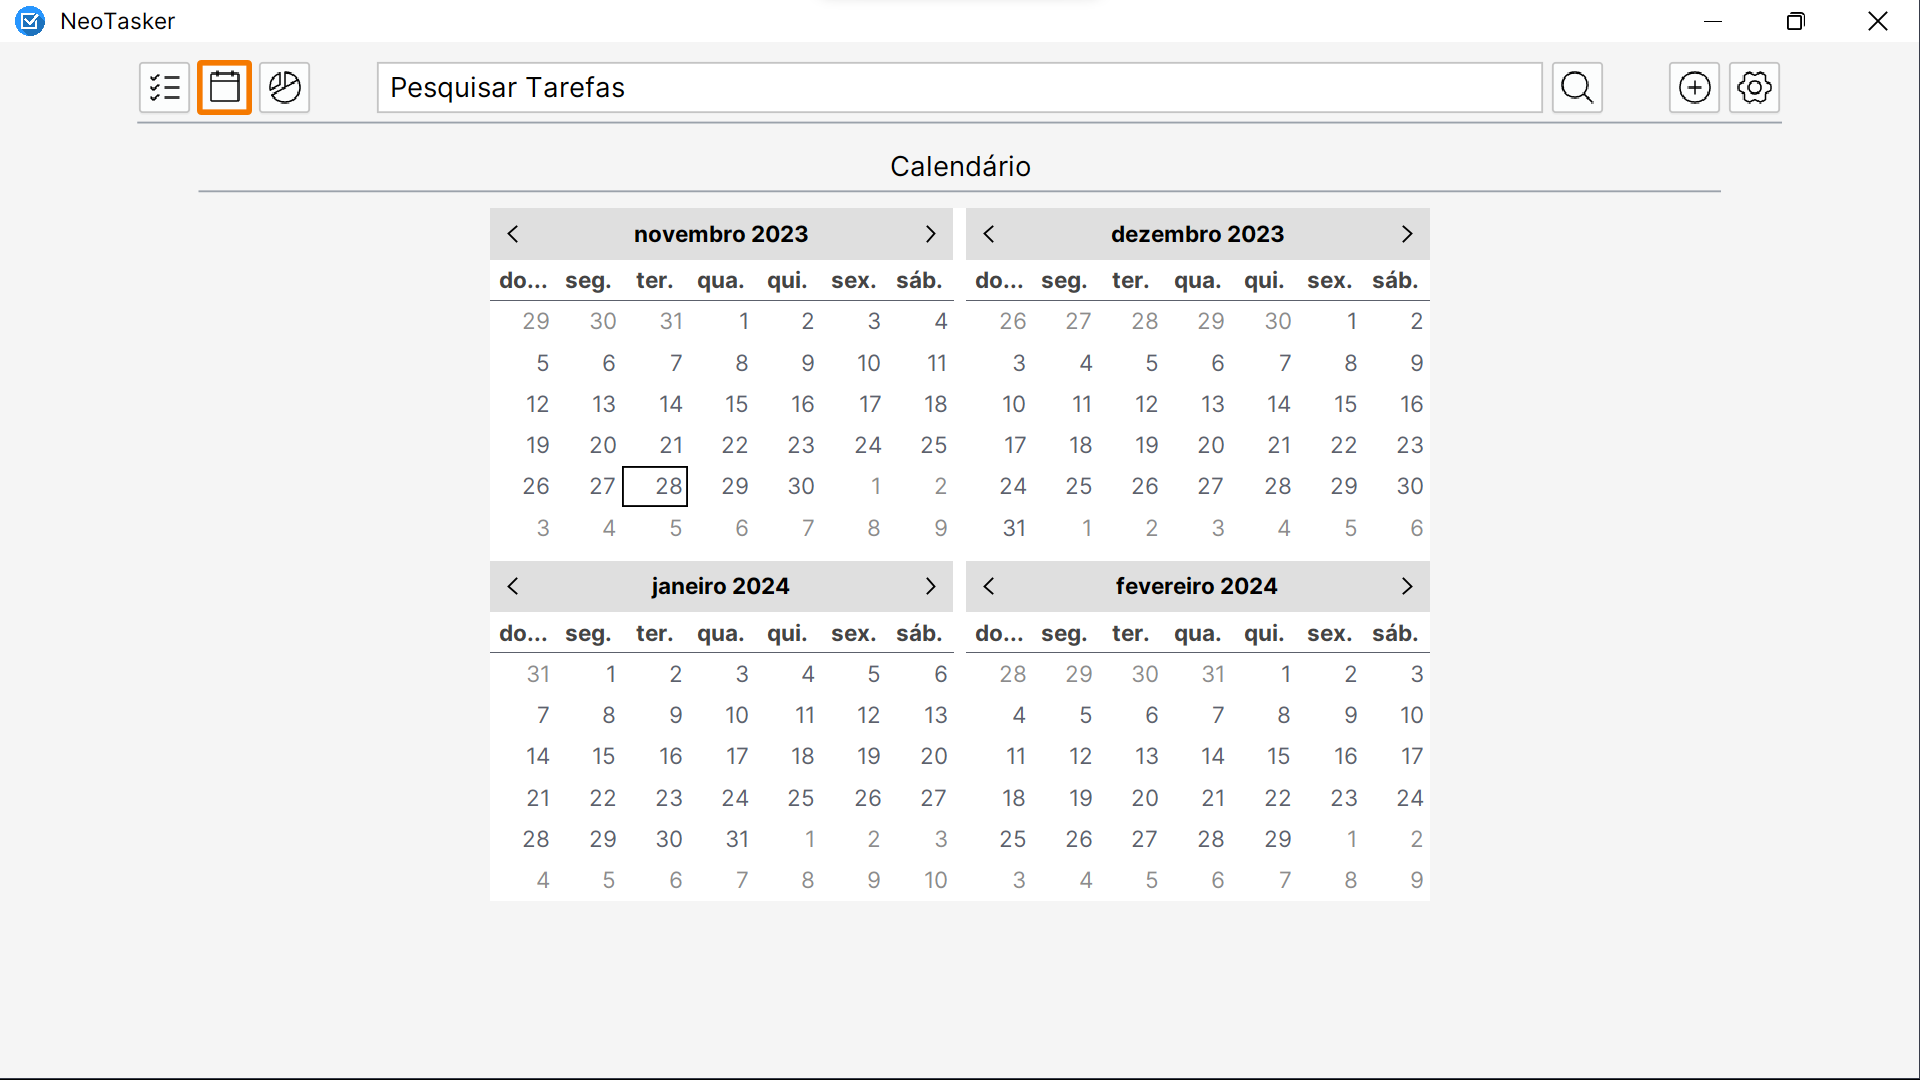 NeoTasker
Pesquisar Tarefas
Calendário
novembro 2023
do... seg. ter. qua. qui. sex. sáb.
29 30 31 1 2 3 4
5 6 7 8 9 10 11
12 13 14 15 16 17 18
19 20 21 22 23 24 25
26 27 28 29 30 1 2
3 4 5 6 7 8 9
dezembro 2023
do... seg. ter. qua. qui. sex. sáb.
26 27 28 29 30 1 2
3 4 5 6 7 8 9
10 11 12 13 14 15 16
17 18 19 20 21 22 23
24 25 26 27 28 29 30
31 1 2 3 4 5 6
janeiro 2024
do... seg. ter. qua. qui. sex. sáb.
31 1 2 3 4 5 6
7 8 9 10 11 12 13
14 15 16 17 18 19 20
21 22 23 24 25 26 27
28 29 30 31 1 2 3
4 5 6 7 8 9 10
fevereiro 2024
do... seg. ter. qua. qui. sex. sáb.
28 29 30 31 1 2 3
4 5 6 7 8 9 10
11 12 13 14 15 16 17
18 19 20 21 22 23 24
25 26 27 28 29 1 2
3 4 5 6 7 8 9